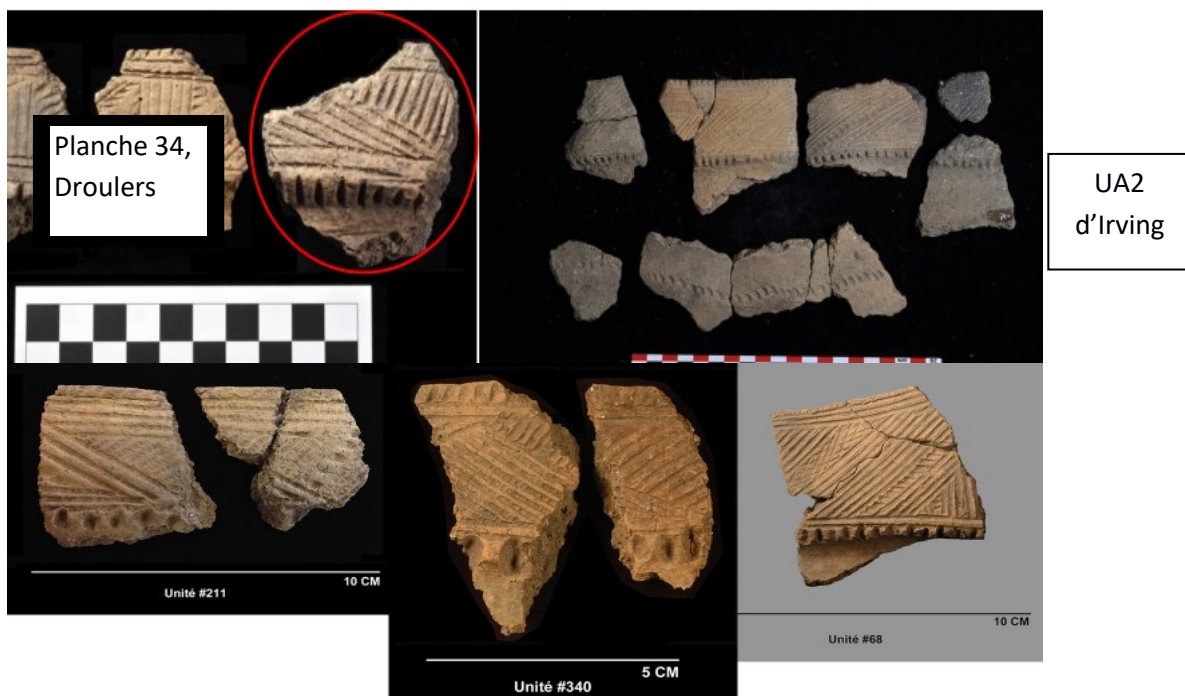 Planche 34,
Droulers
UA2
d'Irving
10 CM
Unité #211
5 CM
Unité #340
10 CM
Unité #68